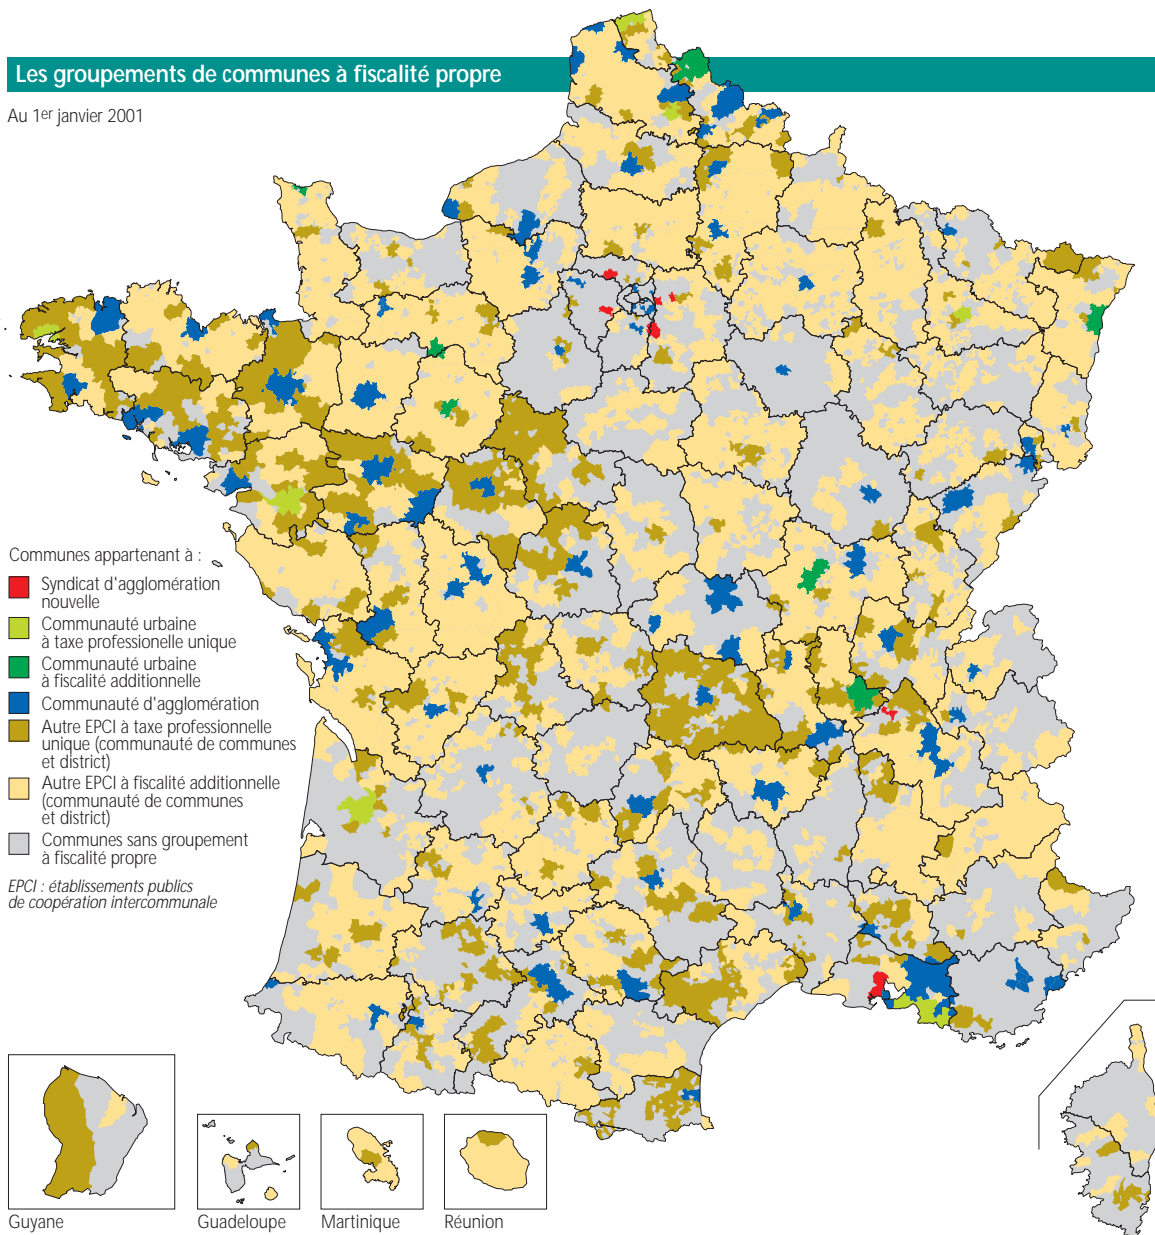 Les groupements de communes à fiscalité propre
Au 1er janvier 2001
Communes appartenant à :
Syndicat d'agglomération
nouvelle
Communauté urbaine
à taxe professionelle unique
Communauté urbaine
à fiscalité additionnelle
Communauté d'agglomération
Autre EPCI à taxe professionnelle
unique (communauté de communes
et district)
Autre EPCI à fiscalité additionnelle
(communauté de communes
et district)
Communes sans groupement
à fiscalité propre
EPCI : établissements publics
de coopération intercommunale
Guyane
Guadeloupe
Martinique
Réunion